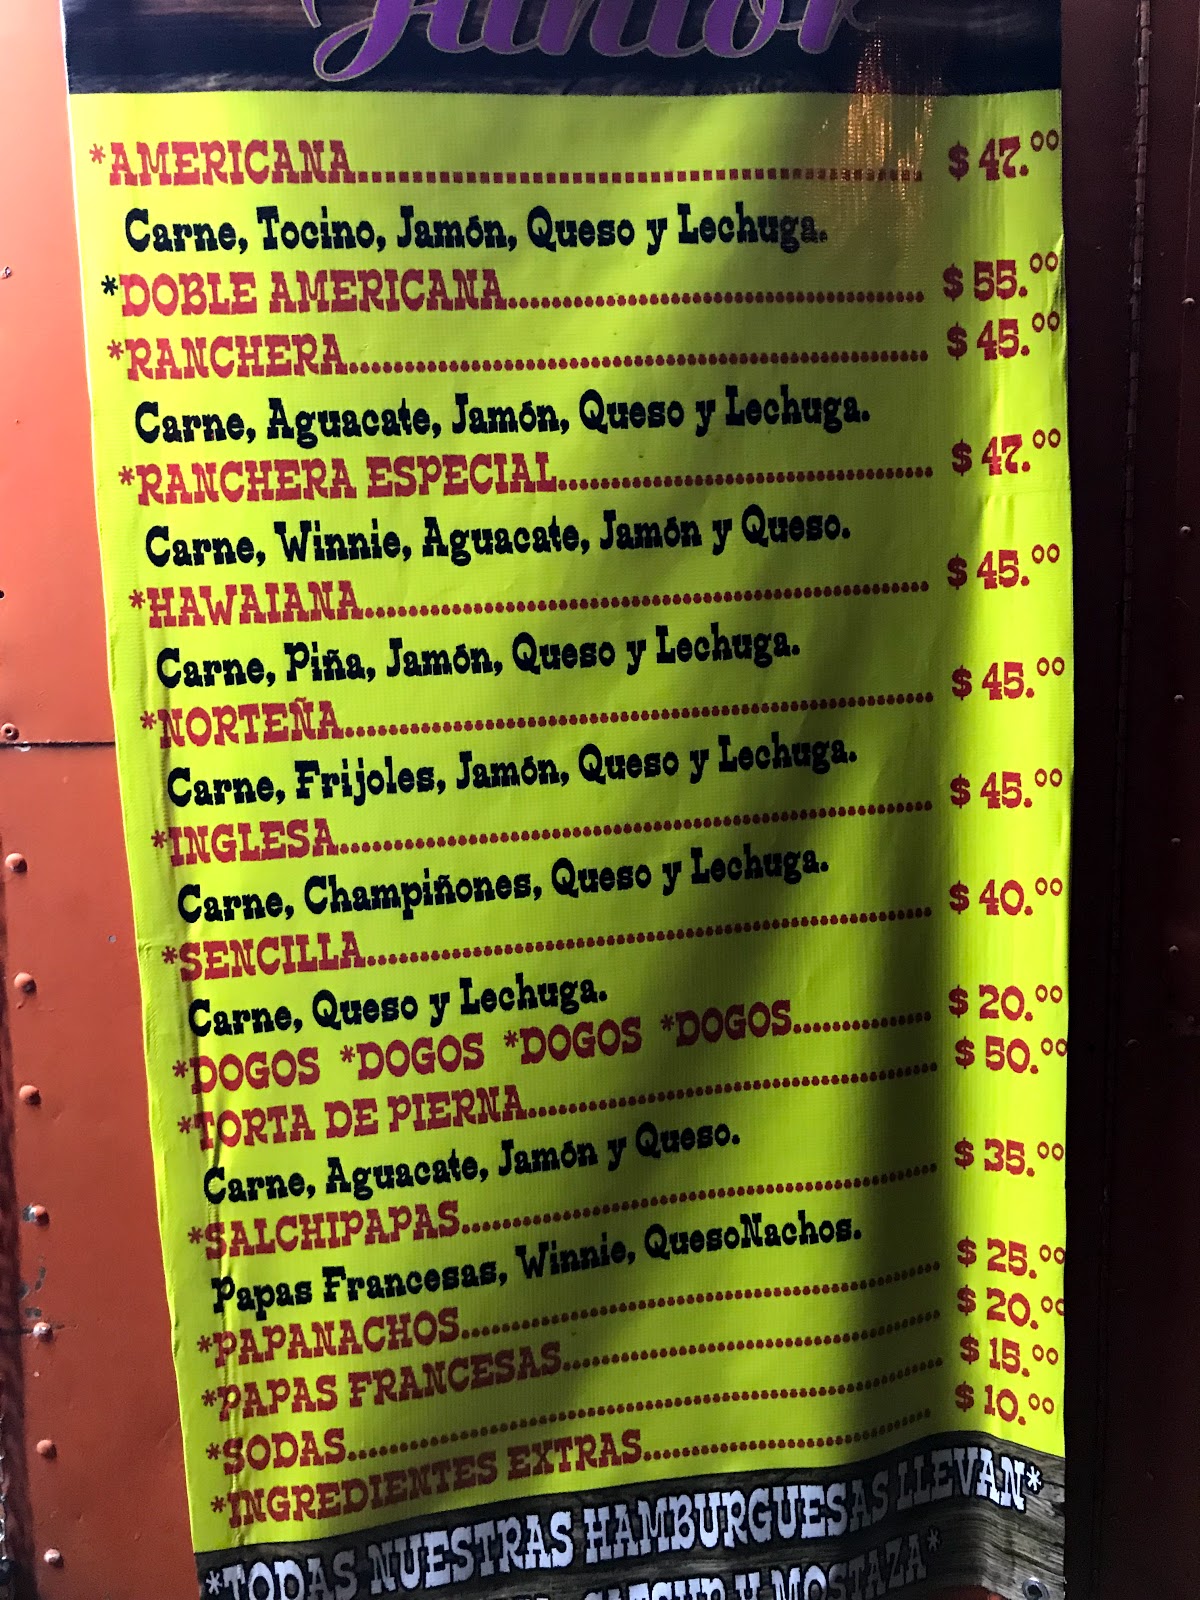 Junior
*AMERICANA........ $ 47.00
Carne, Tocino, Jamón, Queso y Lechuga.
*DOBLE AMERICANA........ $ 55.00
*RANCHERA........ $ 45.00
Carne, Aguacate, Jamón, Queso y Lechuga.
*RANCHERA ESPECIAL........ $ 47.00
Carne, Winnie, Aguacate, Jamón y Queso.
*HAWAIANA........ $ 45.00
Carne, Piña, Jamón, Queso y Lechuga.
*NORTEÑA........ $ 45.00
Carne, Frijoles, Jamón, Queso y Lechuga.
*INGLESA........ $ 45.00
Carne, Champiñones, Queso y Lechuga.
*SENCILLA........ $ 40.00
Carne, Queso y Lechuga.
*DOGOS *DOGOS *DOGOS *DOGOS........ $ 20.00
*TORTA DE PIERNA........ $ 50.00
Carne, Aguacate, Jamón y Queso.
*SALCHIPAPAS........ $ 35.00
Papas Francesas, Winnie, QuesoNachos.
*PAPANACHOS........ $ 25.00
*PAPAS FRANCESAS........ $ 20.00
*SODAS........ $ 15.00
*INGREDIENTES EXTRAS........ $ 10.00
*TODAS NUESTRAS HAMBURGUESAS LLEVAN*
CATSUP Y MOSTAZA*